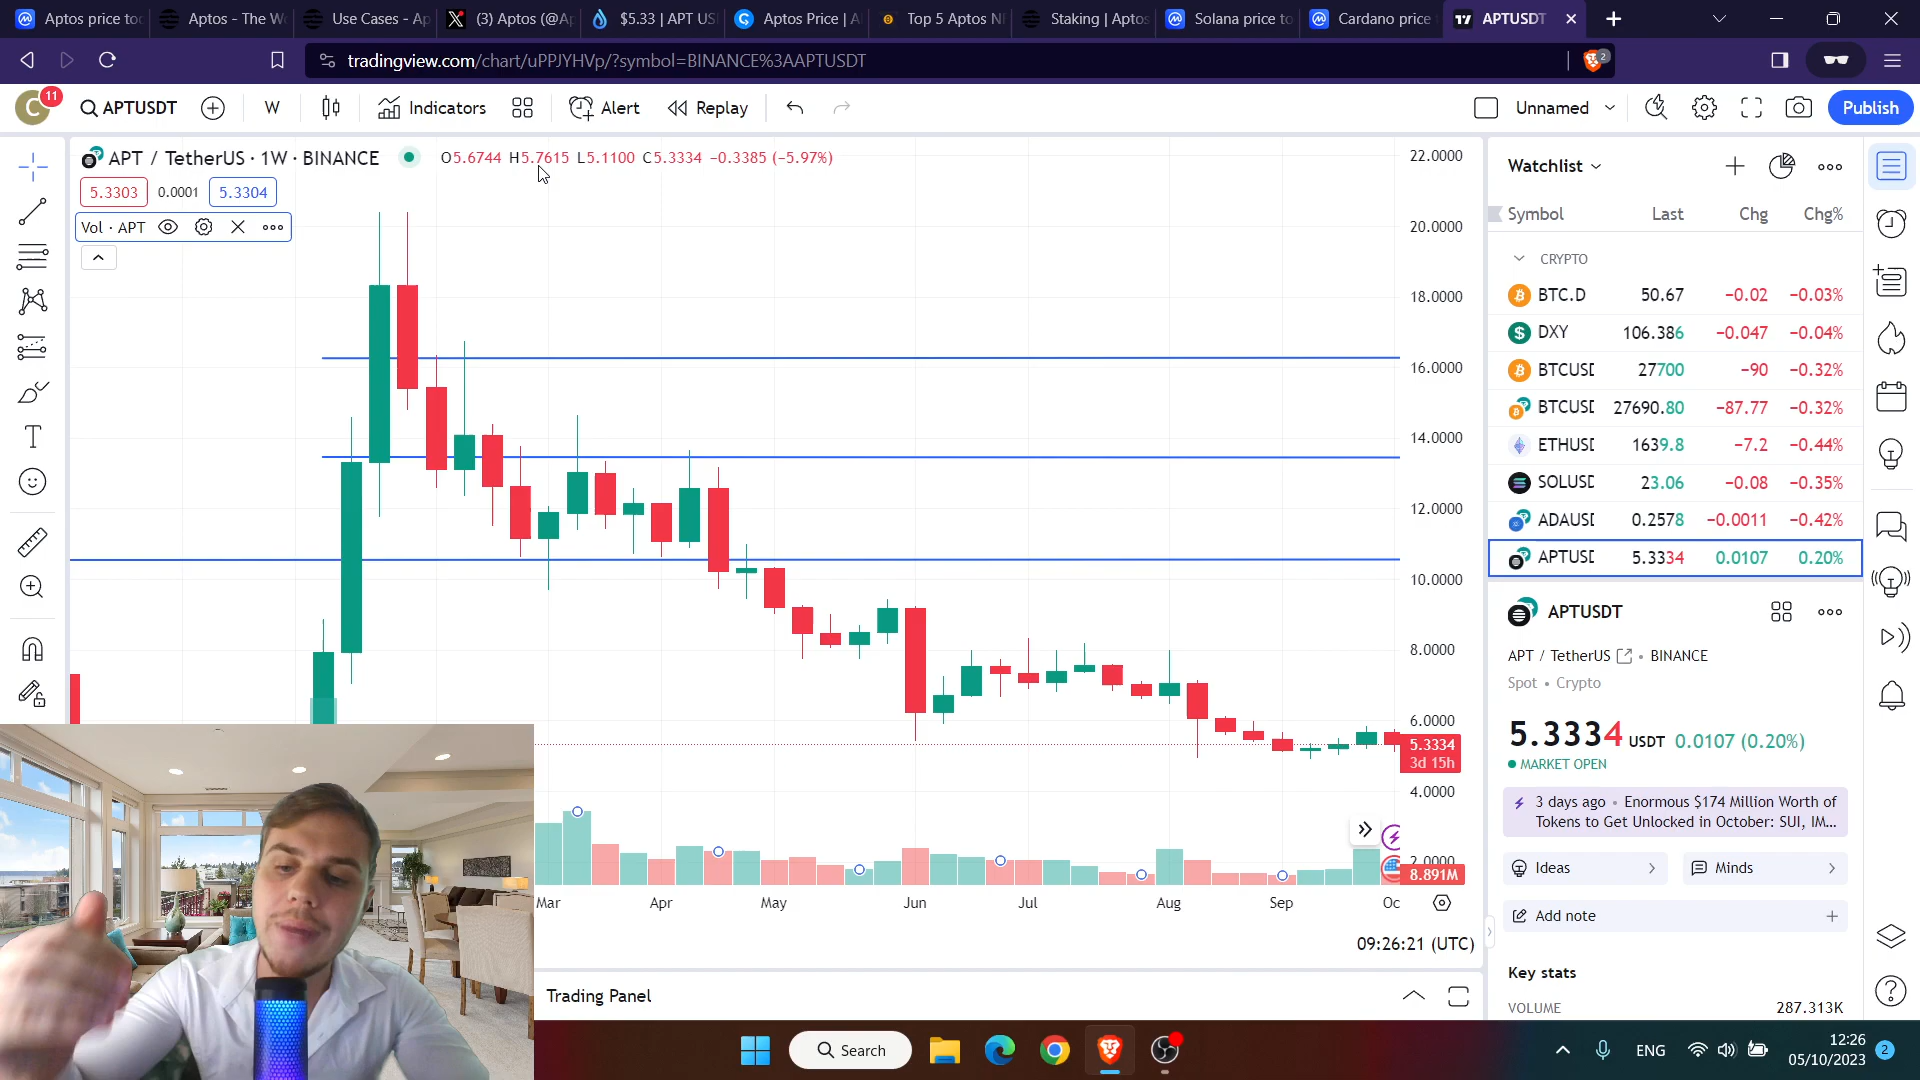 Aptos price to
Aptos - The W
Use Cases - Ap
(3) Aptos (@Ap
$5.33 | APT US
Aptos Price | A
Top 5 Aptos N
Staking | Aptos
Solana price to
Cardano price
APTUSDT
tradingview.com/chart/uPPJYHVp/?symbol=BINANCE%3AAPTUSDT
2
C
11
APTUSDT
W
Indicators
Alert
Replay
Unnamed
Publish
APT / TetherUS · 1W · BINANCE
O5.6744 H5.7615 L5.1100 C5.3334 −0.3385 (−5.97%)
5.3303
0.0001
5.3304
Vol · APT
22.0000
20.0000
18.0000
16.0000
14.0000
12.0000
10.0000
8.0000
6.0000
5.3334
3d 15h
4.0000
2.0000
8.891M
Mar
Apr
May
Jun
Jul
Aug
Sep
Oc
09:26:21 (UTC)
Trading Panel
Watchlist
Symbol Last Chg Chg%
CRYPTO
BTC.D 50.67 −0.02 −0.03%
DXY 106.386 −0.047 −0.04%
BTCUSD 27700 −90 −0.32%
BTCUSD 27690.80 −87.77 −0.32%
ETHUSD 1639.8 −7.2 −0.44%
SOLUSD 23.06 −0.08 −0.35%
ADAUSD 0.2578 −0.0011 −0.42%
APTUSD 5.3334 0.0107 0.20%
APTUSDT
APT / TetherUS • BINANCE
Spot • Crypto
5.3334 USDT 0.0107 (0.20%)
MARKET OPEN
3 days ago • Enormous $174 Million Worth of
Tokens to Get Unlocked in October: SUI, IM...
Ideas
Minds
Add note
Key stats
VOLUME 287.313K
Search
ENG
12:26
05/10/2023
2